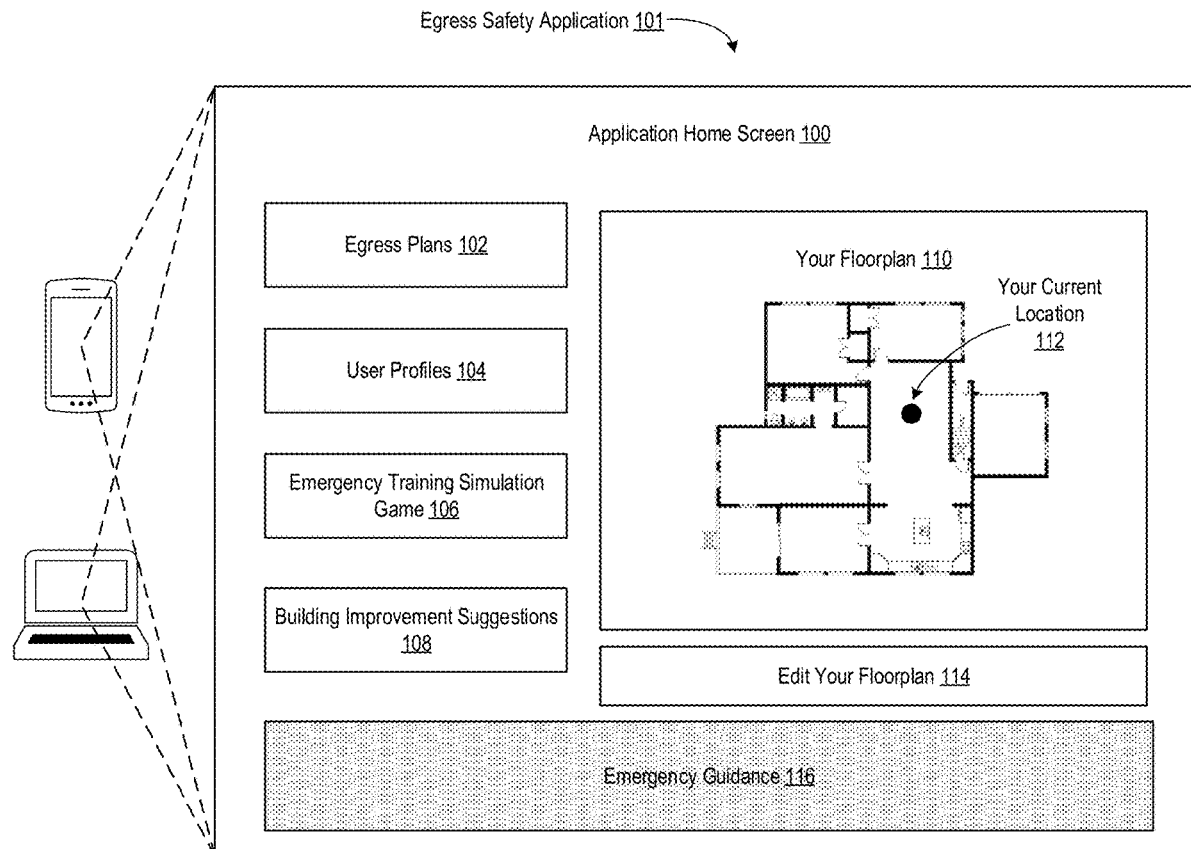 Egress Safety Application 101
Application Home Screen 100
Egress Plans 102
User Profiles 104
Emergency Training Simulation
Game 106
Building Improvement Suggestions
108
Your Floorplan 110
Your Current
Location
112
Edit Your Floorplan 114
Emergency Guidance 116